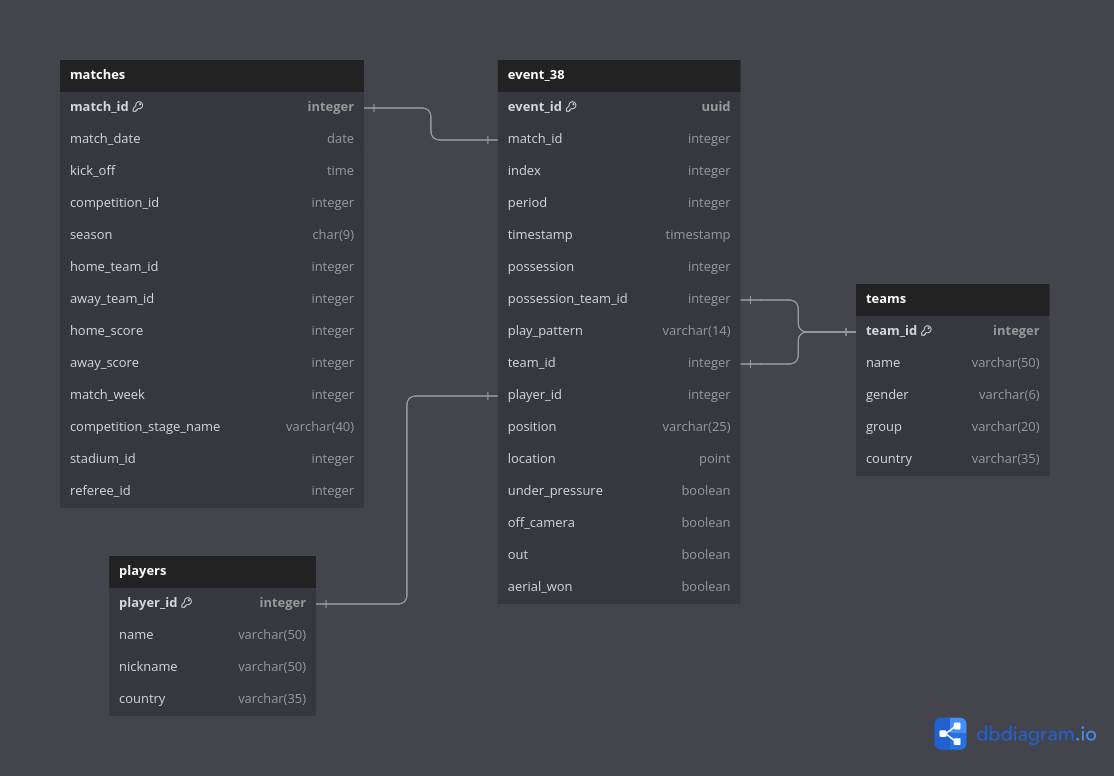 matches
match_id integer
match_date date
kick_off time
competition_id integer
season char(9)
home_team_id integer
away_team_id integer
home_score integer
away_score integer
match_week integer
competition_stage_name varchar(40)
stadium_id integer
referee_id integer
event_38
event_id uuid
match_id integer
index integer
period integer
timestamp timestamp
possession integer
possession_team_id integer
play_pattern varchar(14)
team_id integer
player_id integer
position varchar(25)
location point
under_pressure boolean
off_camera boolean
out boolean
aerial_won boolean
teams
team_id integer
name varchar(50)
gender varchar(6)
group varchar(20)
country varchar(35)
players
player_id integer
name varchar(50)
nickname varchar(50)
country varchar(35)
dbdiagram.io